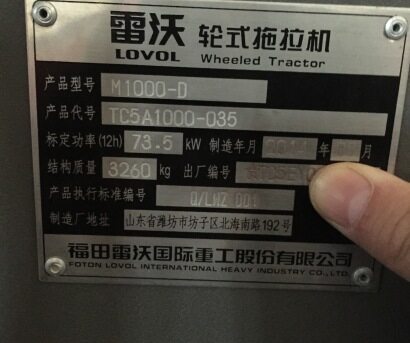 雷沃 轮式拖拉机
LOVOL Wheeled Tractor
产品型号 M1000-D
产品代号 TC5A1000-035
标定功率(12h) 73.5 kW 制造年月 年 月
结构质量 3260 kg 出厂编号
产品执行标准编号 Q/LHZ 001
制造厂地址 山东省潍坊市坊子区北海南路192号
福田雷沃国际重工股份有限公司
FOTON LOVOL INTERNATIONAL HEAVY INDUSTRY CO.,LTD.